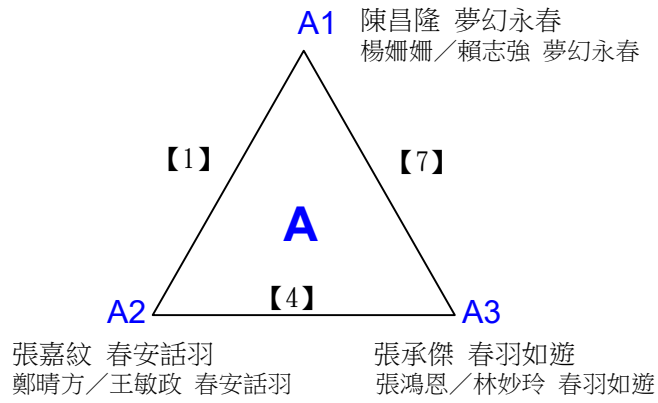 A1 陳昌隆 夢幻永春
楊姍姍／賴志強 夢幻永春
【1】 【7】
A
【4】
A2 A3
張嘉紋 春安話羽 張承傑 春羽如遊
鄭晴方／王敏政 春安話羽 張鴻恩／林妙玲 春羽如遊